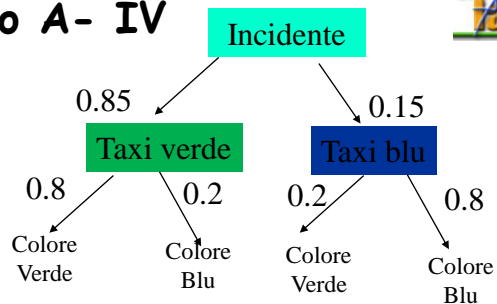 o A- IV
Incidente
0.85
0.15
Taxi verde
Taxi blu
0.8
0.2
0.2
0.8
Colore
Verde
Colore
Blu
Colore
Verde
Colore
Blu